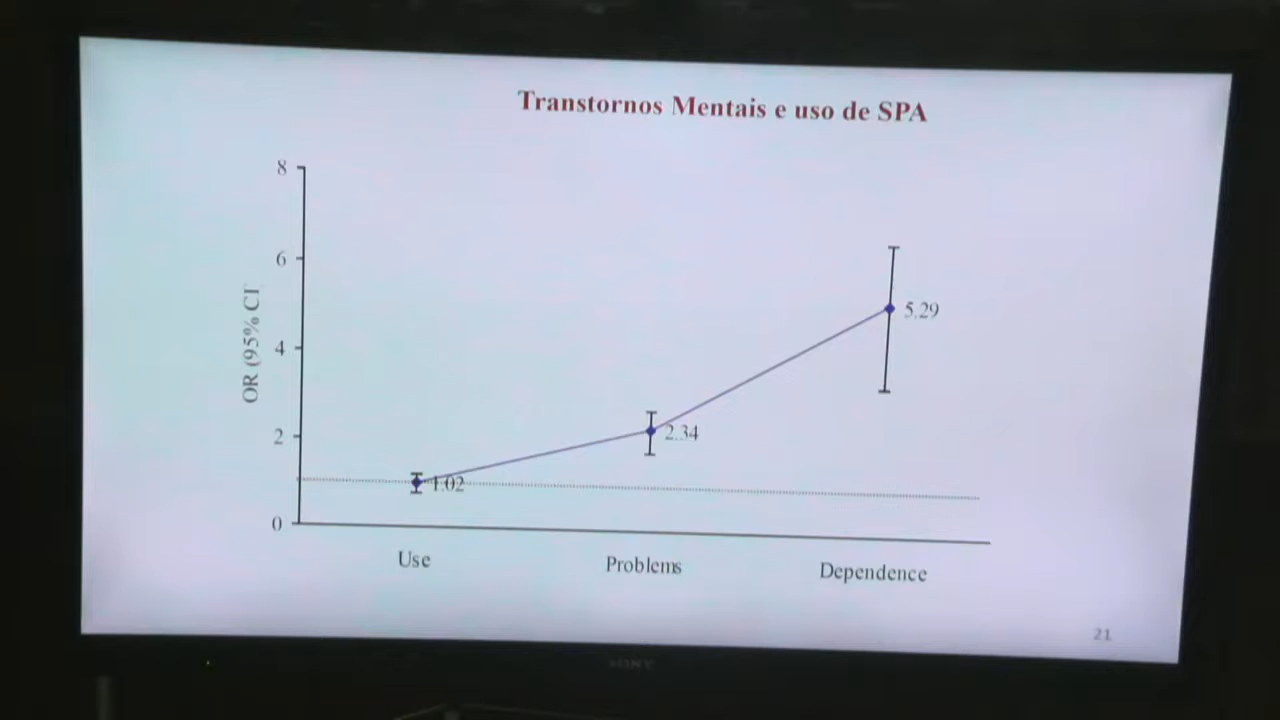 Transtornos Mentais e uso de SPA
8
6
4
2
0
OR (95% CI
5.29
2.34
1.02
Use
Problems
Dependence
21
SONY